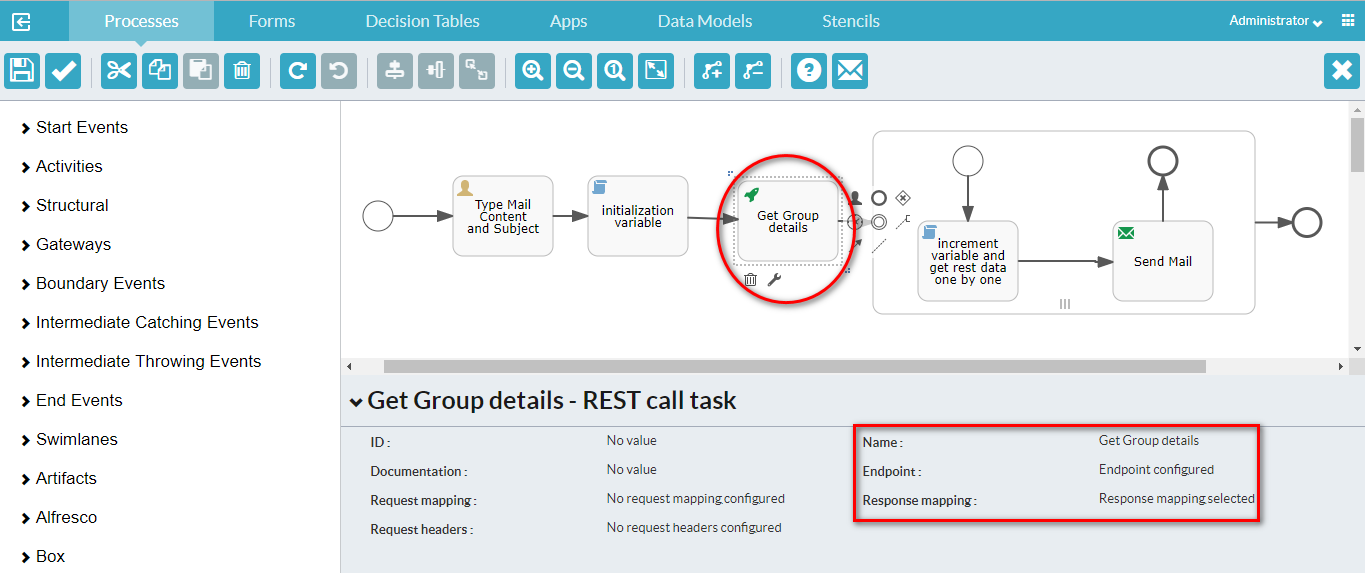 Processes Forms Decision Tables Apps Data Models Stencils Administrator
Start Events
Activities
Structural
Gateways
Boundary Events
Intermediate Catching Events
Intermediate Throwing Events
End Events
Swimlanes
Artifacts
Alfresco
Box
Type Mail
Content
and Subject
initialization
variable
Get Group
details
increment
variable and
get rest data
one by one
Send Mail
Get Group details - REST call task
ID : No value
Name : Get Group details
Documentation : No value
Endpoint : Endpoint configured
Request mapping : No request mapping configured
Response mapping : Response mapping selected
Request headers : No request headers configured